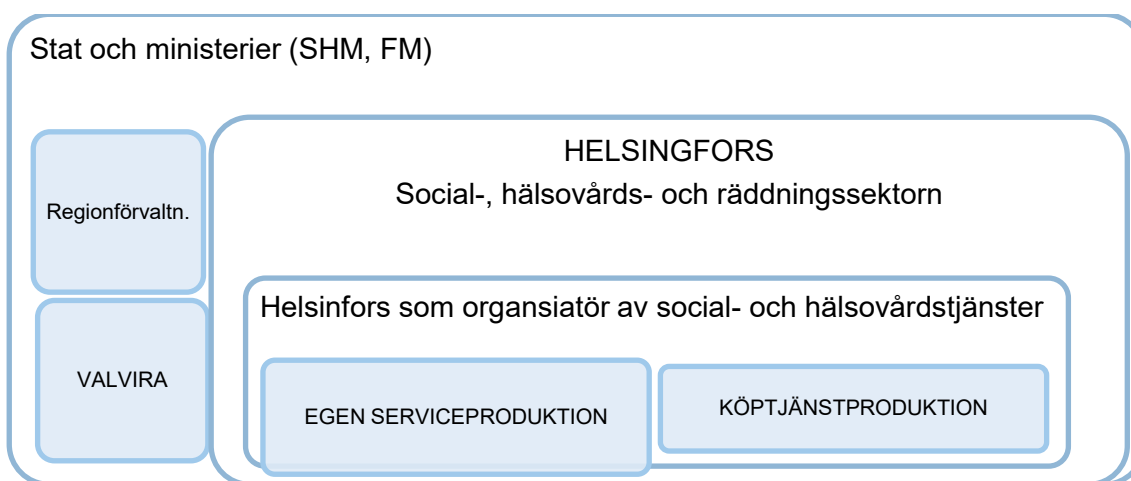 Stat och ministerier (SHM, FM)
Regionförvaltn.
VALVIRA
HELSINGFORS
Social-, hälsovårds- och räddningssektorn
Helsinfors som organsiatör av social- och hälsovårdstjänster
EGEN SERVICEPRODUKTION
KÖPTJÄNSTPRODUKTION